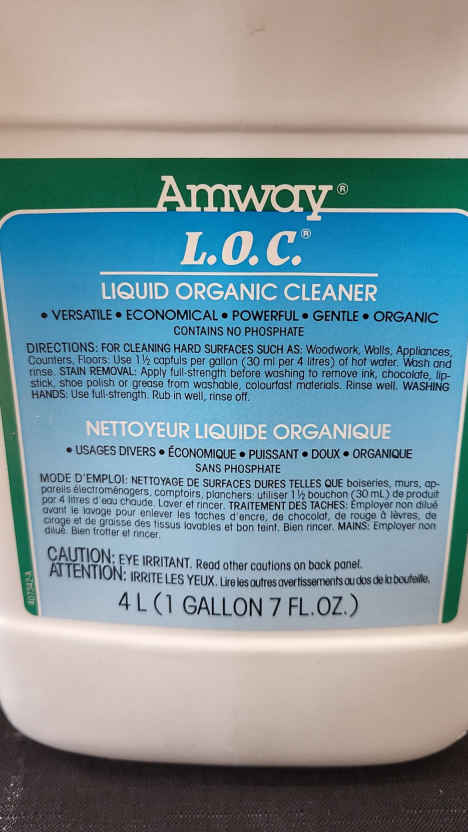 Amway®
L.O.C.®
LIQUID ORGANIC CLEANER
• VERSATILE • ECONOMICAL • POWERFUL • GENTLE • ORGANIC
CONTAINS NO PHOSPHATE
DIRECTIONS: FOR CLEANING HARD SURFACES SUCH AS: Woodwork, Walls, Appliances,
Counters, Floors: Use 1½ capfuls per gallon (30 ml per 4 litres) of hot water. Wash and
rinse. STAIN REMOVAL: Apply full-strength before washing to remove ink, chocolate, lip-
stick, shoe polish or grease from washable, colourfast materials. Rinse well. WASHING
HANDS: Use full-strength. Rub in well, rinse off.
NETTOYEUR LIQUIDE ORGANIQUE
• USAGES DIVERS • ÉCONOMIQUE • PUISSANT • DOUX • ORGANIQUE
SANS PHOSPHATE
MODE D'EMPLOI: NETTOYAGE DE SURFACES DURES TELLES QUE boiseries, murs, ap-
pareils électroménagers, comptoirs, planchers: utiliser 1½ bouchon (30 mL) de produit
par 4 litres d'eau chaude. Laver et rincer. TRAITEMENT DES TACHES: Employer non dilué
avant le lavage pour enlever les taches d'encre, de chocolat, de rouge à lèvres, de
cirage et de graisse des tissus lavables et bon teint. Bien rincer. MAINS: Employer non
dilué. Bien frotter et rincer.
CAUTION: EYE IRRITANT. Read other cautions on back panel.
ATTENTION: IRRITE LES YEUX. Lire les autres avertissements au dos de la bouteille.
4 L (1 GALLON 7 FL.OZ.)
407342-A